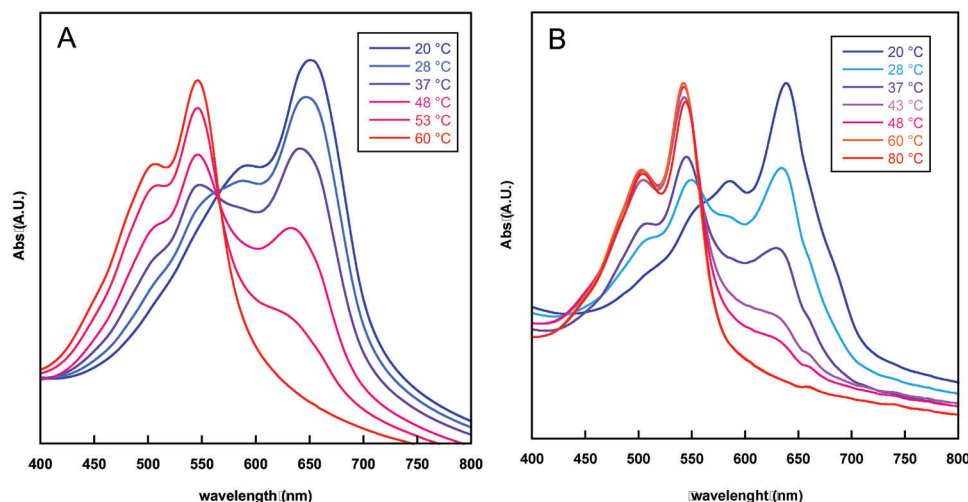 A
20 °C
28 °C
37 °C
48 °C
53 °C
60 °C
Abs (A.U.)
400 450 500 550 600 650 700 750 800
wavelength (nm)
B
20 °C
28 °C
37 °C
43 °C
48 °C
60 °C
80 °C
Abs (A.U.)
400 450 500 550 600 650 700 750 800
wavelenght (nm)